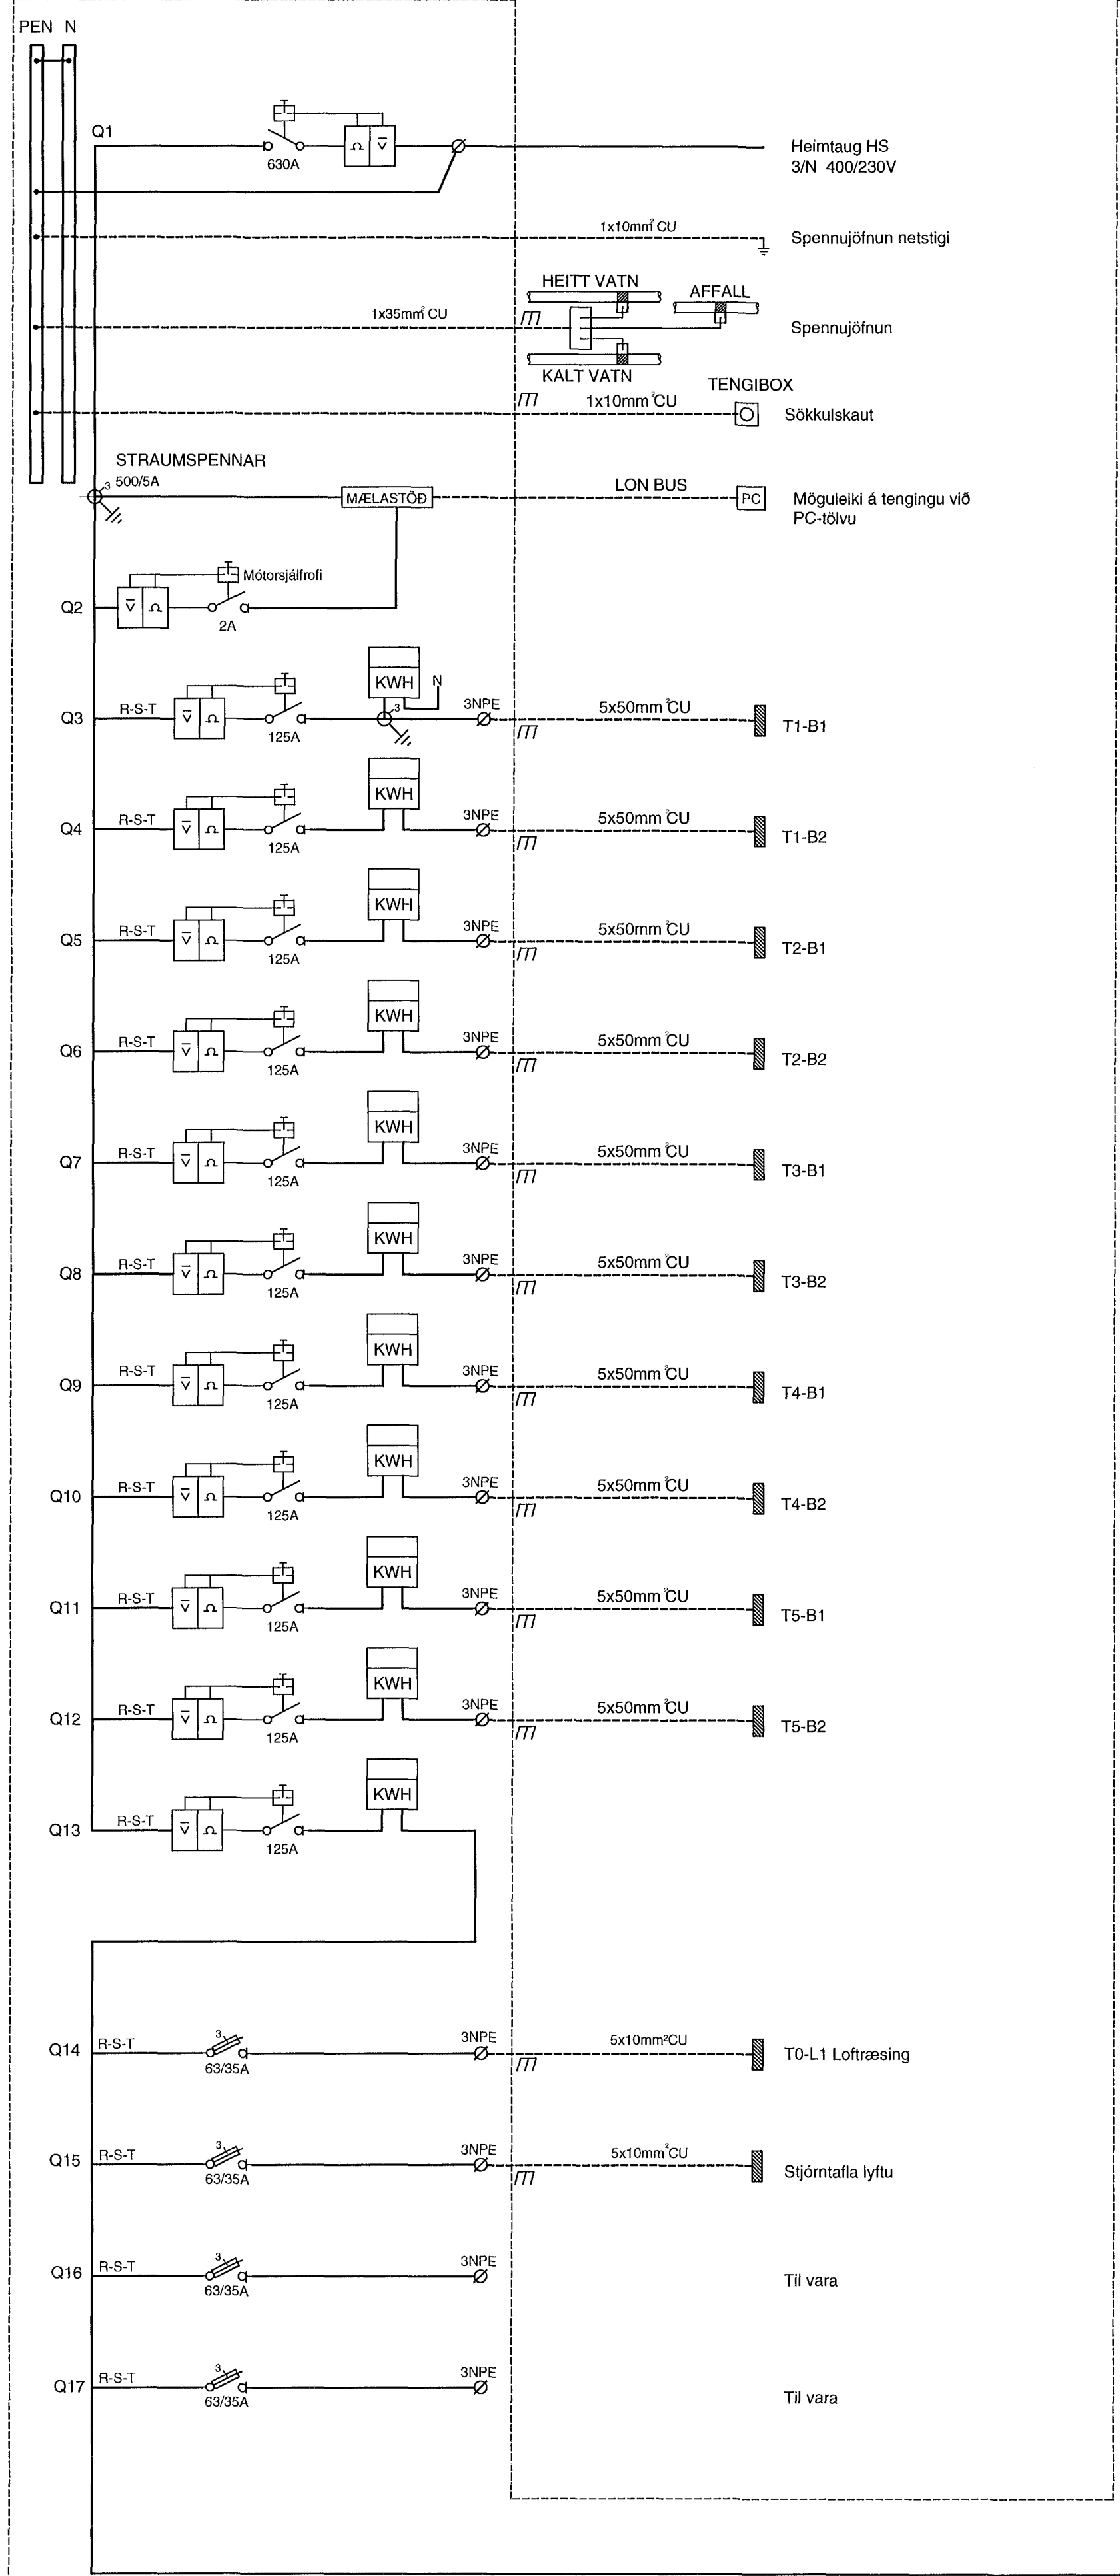 PEN N
Q1
630A
Heimtaug HS
3/N 400/230V
1x10mm² CU
Spennujöfnun netstigi
HEITT VATN
AFFALL
1x35mm² CU
Spennujöfnun
KALT VATN
TENGIBOX
1x10mm² CU
Sökkulskaut
STRAUMSPENNAR
3 500/5A
MÆLASTÖÐ
LON BUS
PC
Möguleiki á tengingu við
PC-tölvu
Mótorsjálfrofi
Q2
2A
KWH
N
Q3 R-S-T 3 3NPE 5x50mm² CU
125A
T1-B1
KWH
Q4 R-S-T 3NPE 5x50mm² CU
125A
T1-B2
KWH
Q5 R-S-T 3NPE 5x50mm² CU
125A
T2-B1
KWH
Q6 R-S-T 3NPE 5x50mm² CU
125A
T2-B2
KWH
Q7 R-S-T 3NPE 5x50mm² CU
125A
T3-B1
KWH
Q8 R-S-T 3NPE 5x50mm² CU
125A
T3-B2
KWH
Q9 R-S-T 3NPE 5x50mm² CU
125A
T4-B1
KWH
Q10 R-S-T 3NPE 5x50mm² CU
125A
T4-B2
KWH
Q11 R-S-T 3NPE 5x50mm² CU
125A
T5-B1
KWH
Q12 R-S-T 3NPE 5x50mm² CU
125A
T5-B2
KWH
Q13 R-S-T
125A
Q14 R-S-T 3 3NPE 5x10mm²CU
63/35A
T0-L1 Loftræsing
Q15 R-S-T 3 3NPE 5x10mm² CU
63/35A
Stjórntafla lyftu
Q16 R-S-T 3 3NPE
63/35A
Til vara
Q17 R-S-T 3 3NPE
63/35A
Til vara